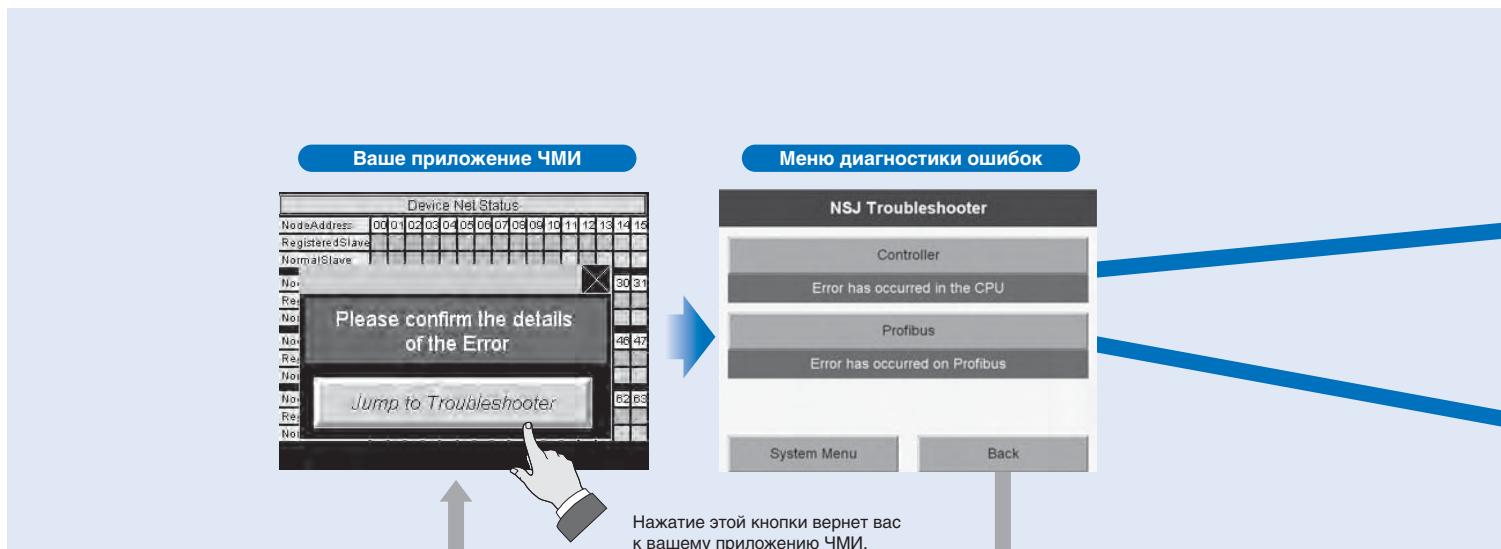 Ваше приложение ЧМИ
Меню диагностики ошибок
Device Net Status
NodeAddress 00 01 02 03 04 05 06 07 08 09 10 11 12 13 14 15
RegisteredSlave
NormalSlave
30 31
Please confirm the details
of the Error
46 47
Jump to Troubleshooter
62 63
NSJ Troubleshooter
Controller
Error has occurred in the CPU
Profibus
Error has occurred on Profibus
System Menu
Back
Нажатие этой кнопки вернет вас
к вашему приложению ЧМИ.